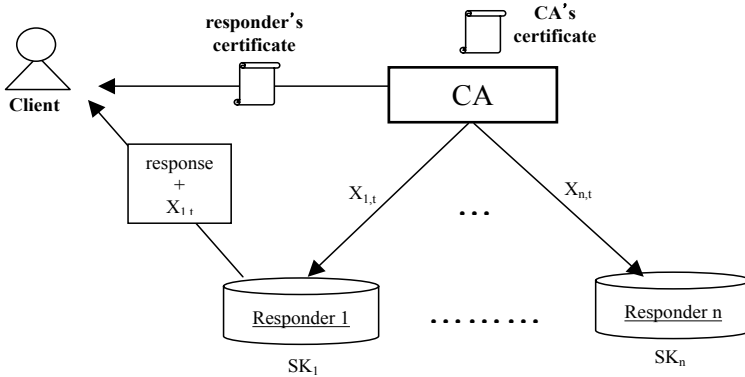 responder's
certificate
CA's
certificate
Client
CA
response
+
X1,t
X1,t
Xn,t
...
Responder 1
.........
Responder n
SK1
SKn